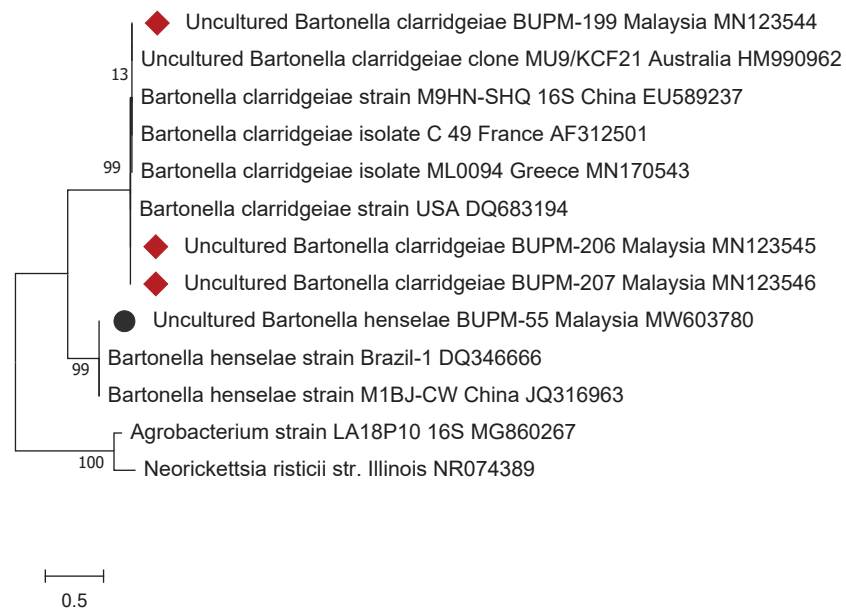 Uncultured Bartonella clarridgeiae BUPM-199 Malaysia MN123544
Uncultured Bartonella clarridgeiae clone MU9/KCF21 Australia HM990962
13
Bartonella clarridgeiae strain M9HN-SHQ 16S China EU589237
Bartonella clarridgeiae isolate C 49 France AF312501
99
Bartonella clarridgeiae isolate ML0094 Greece MN170543
Bartonella clarridgeiae strain USA DQ683194
Uncultured Bartonella clarridgeiae BUPM-206 Malaysia MN123545
Uncultured Bartonella clarridgeiae BUPM-207 Malaysia MN123546
Uncultured Bartonella henselae BUPM-55 Malaysia MW603780
Bartonella henselae strain Brazil-1 DQ346666
99
Bartonella henselae strain M1BJ-CW China JQ316963
Agrobacterium strain LA18P10 16S MG860267
100
Neorickettsia risticii str. Illinois NR074389
0.5